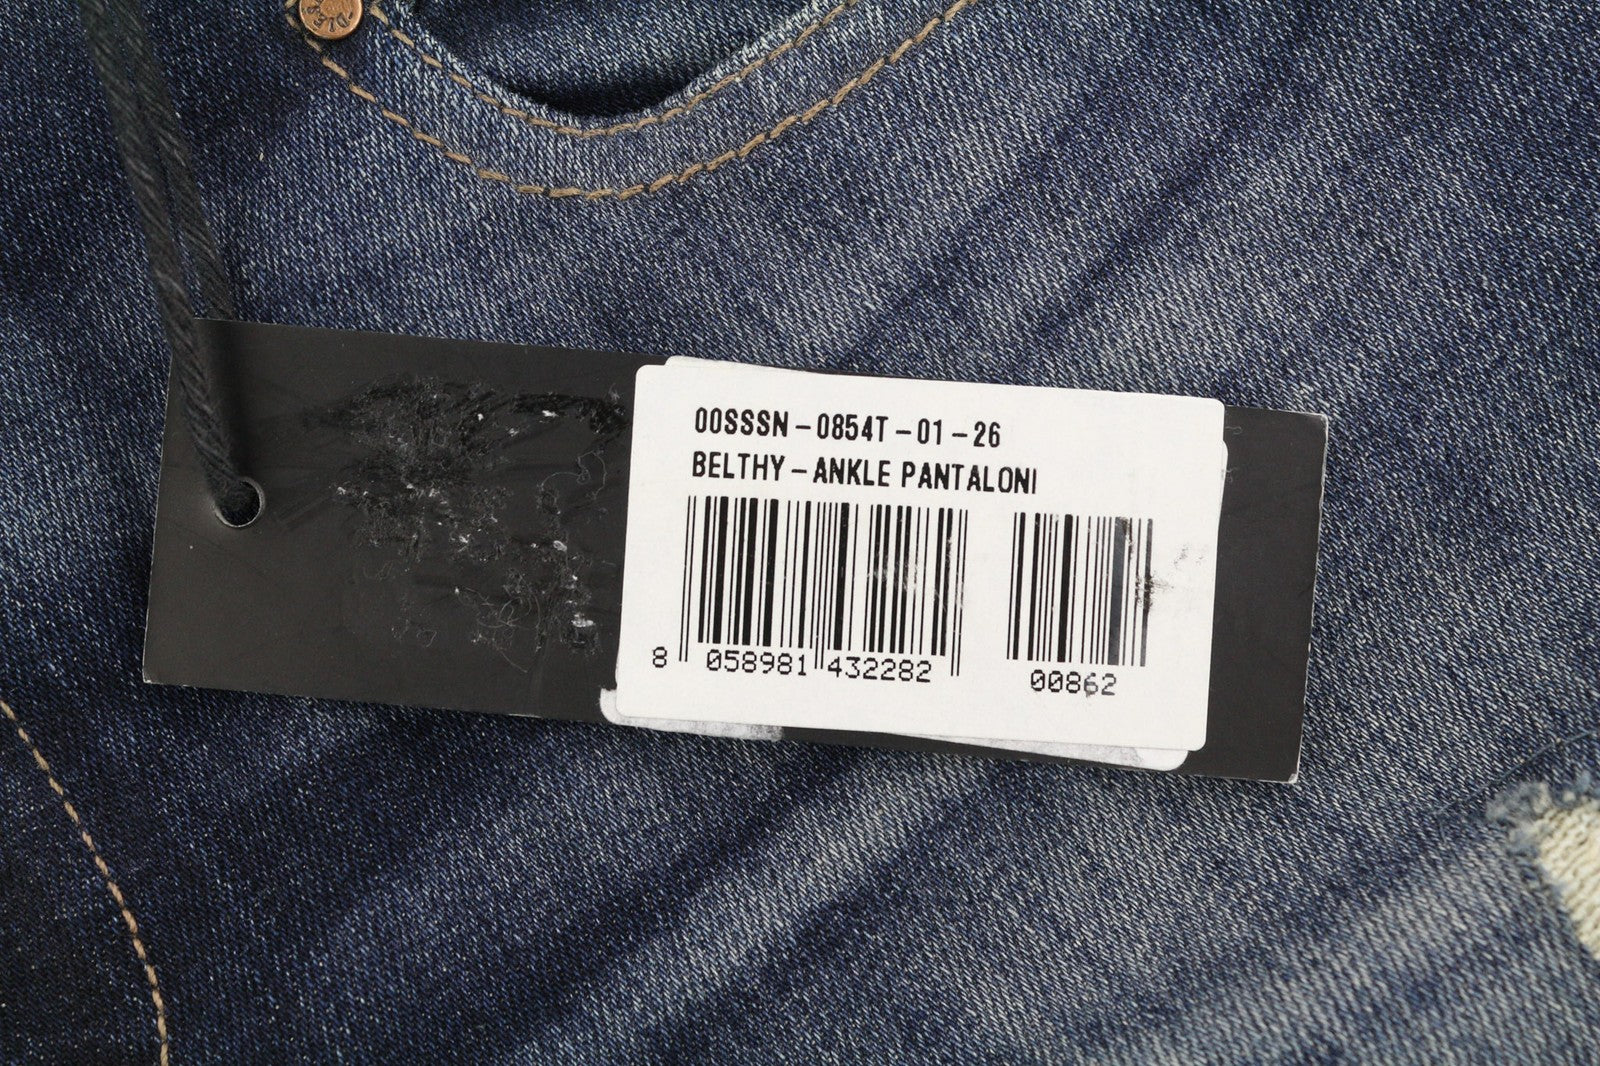 00SSSN-0854T-01-26
BELTHY-ANKLE PANTALONI
8 058981 432282
00862